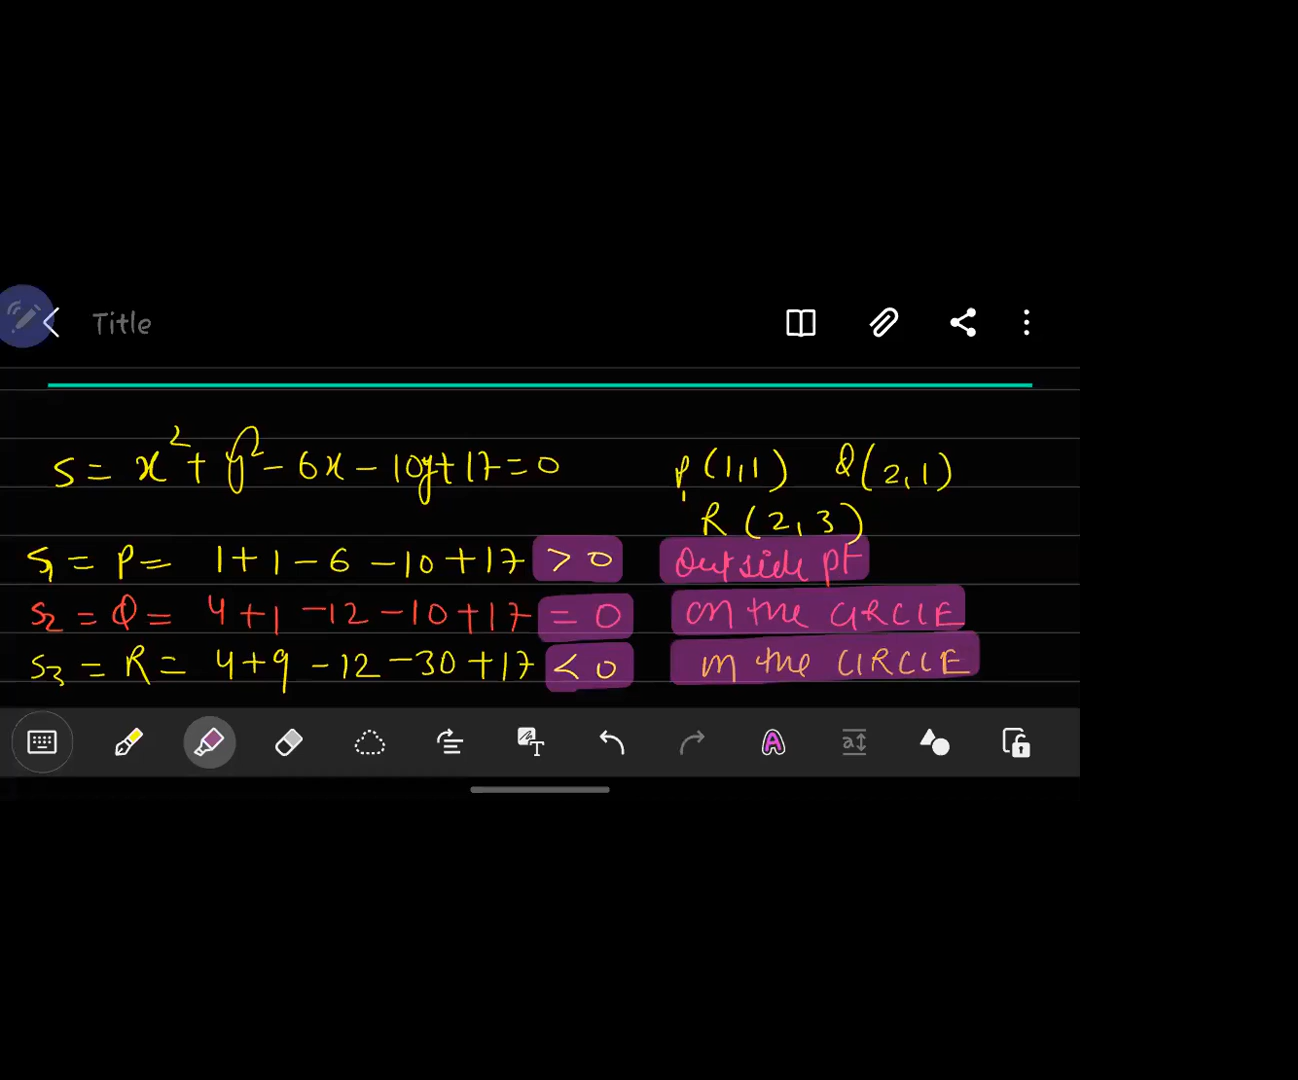 Title
S = x² + y² - 6x - 10y + 17 = 0 P(1,1) Q(2,1)
R(2,3)
S₁ = P = 1+1-6-10+17 > 0 Outside pt
S₂ = Q = 4+1-12-10+17 = 0 on the CIRCLE
S₃ = R = 4+9-12-30+17 < 0 in the CIRCLE